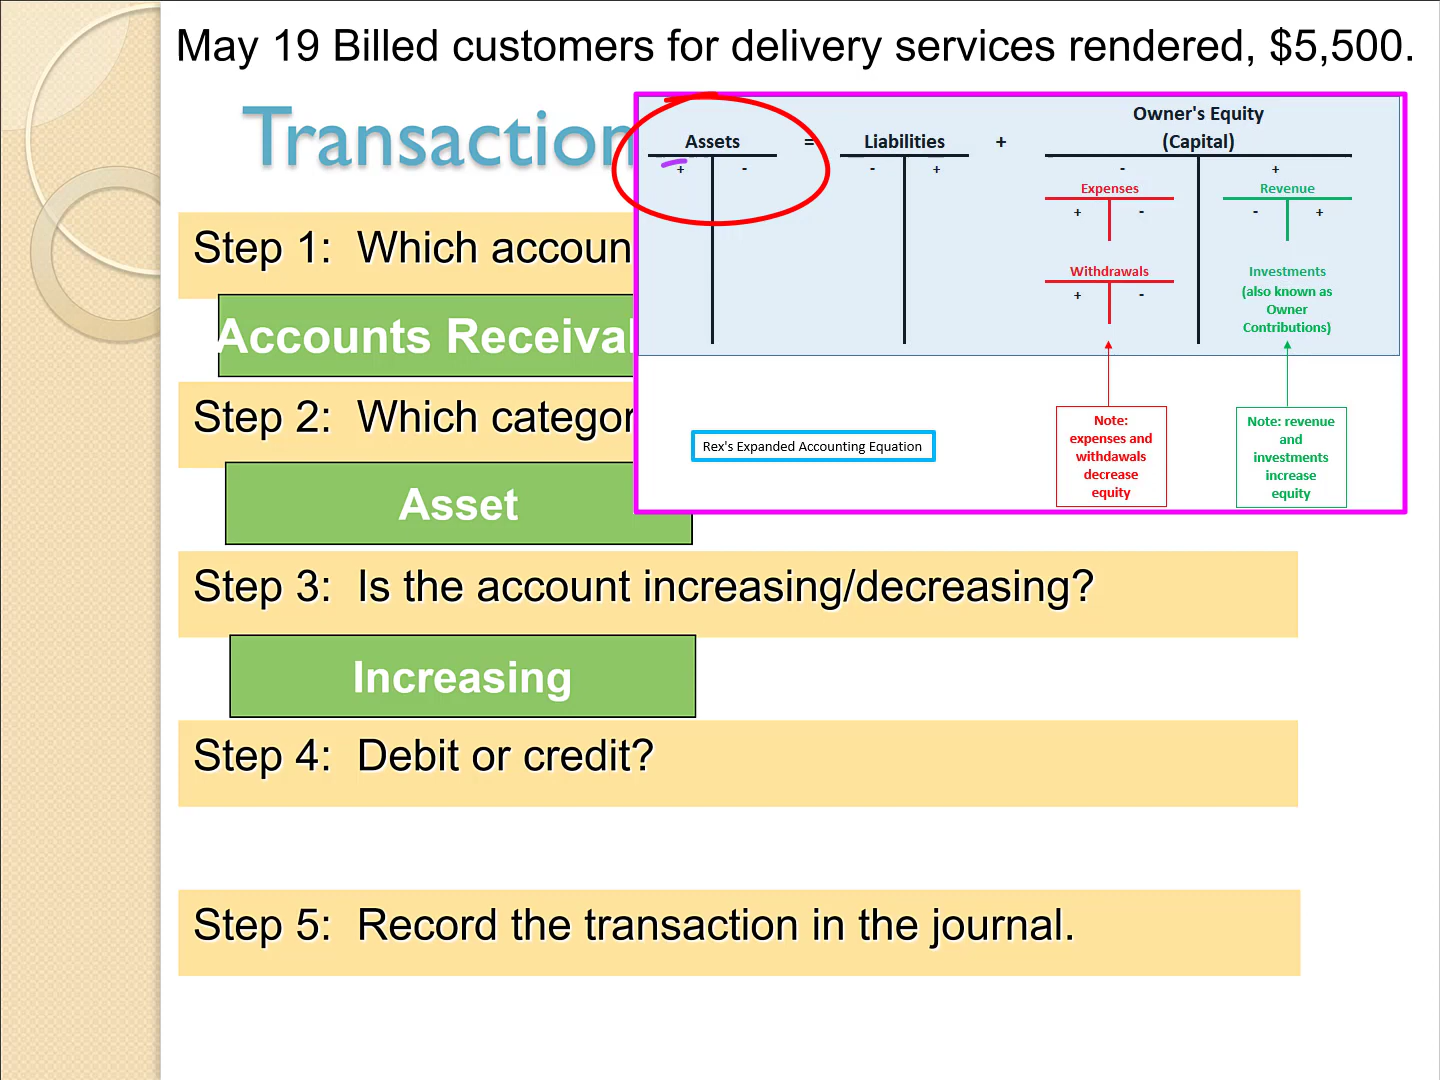 May 19 Billed customers for delivery services rendered, $5,500.
Transaction
Step 1: Which accoun
Accounts Receival
Step 2: Which categor
Asset
Step 3: Is the account increasing/decreasing?
Increasing
Step 4: Debit or credit?
Step 5: Record the transaction in the journal.
Owner's Equity
Assets = Liabilities + (Capital)
+ - - + - +
Expenses Revenue
+ - - +
Withdrawals Investments
+ - (also known as
Owner
Contributions)
Rex's Expanded Accounting Equation
Note:
expenses and
withdawals
decrease
equity
Note: revenue
and
investments
increase
equity